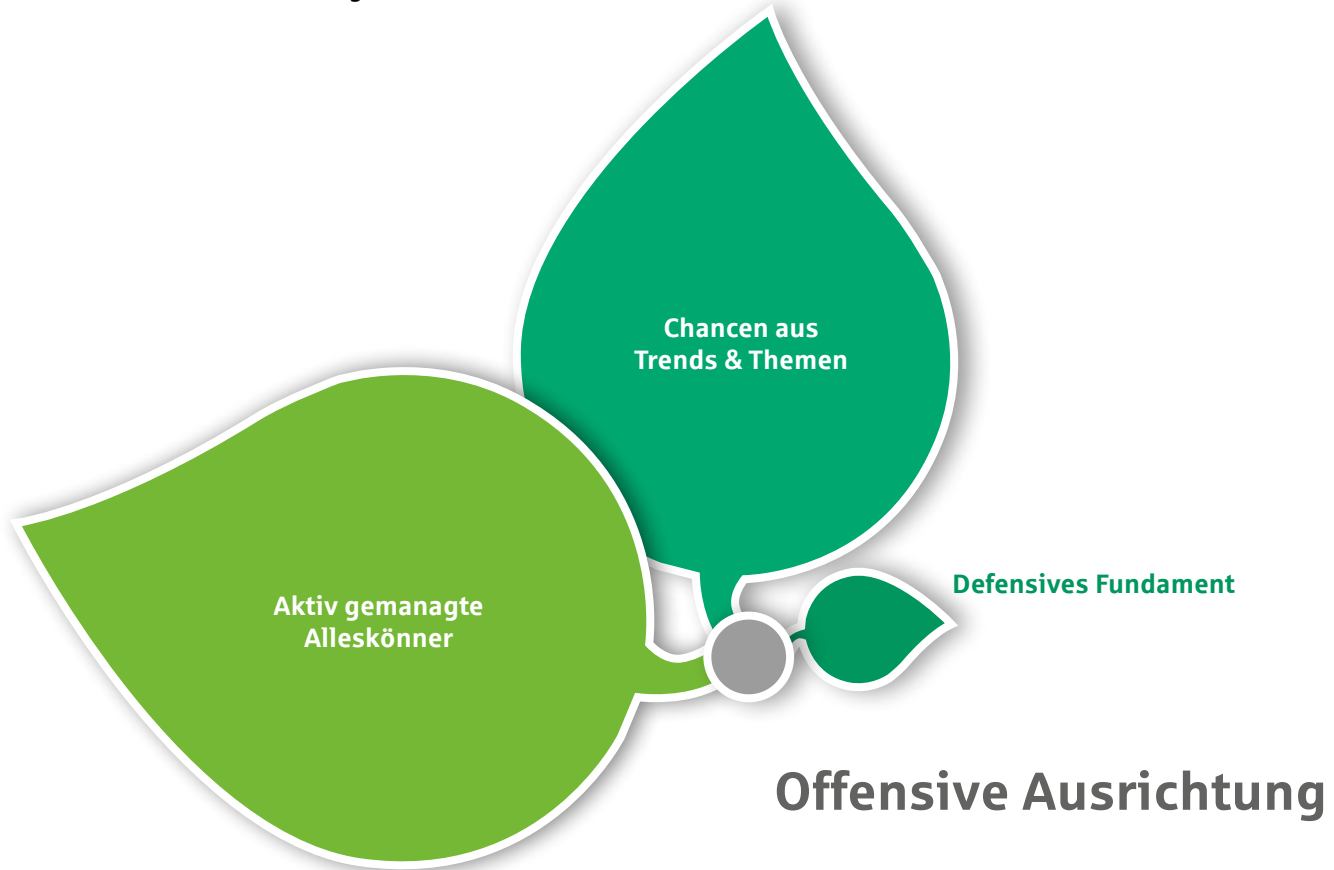 Chancen aus
Trends & Themen
Defensives Fundament
Aktiv gemanagte
Alleskönner
Offensive Ausrichtung